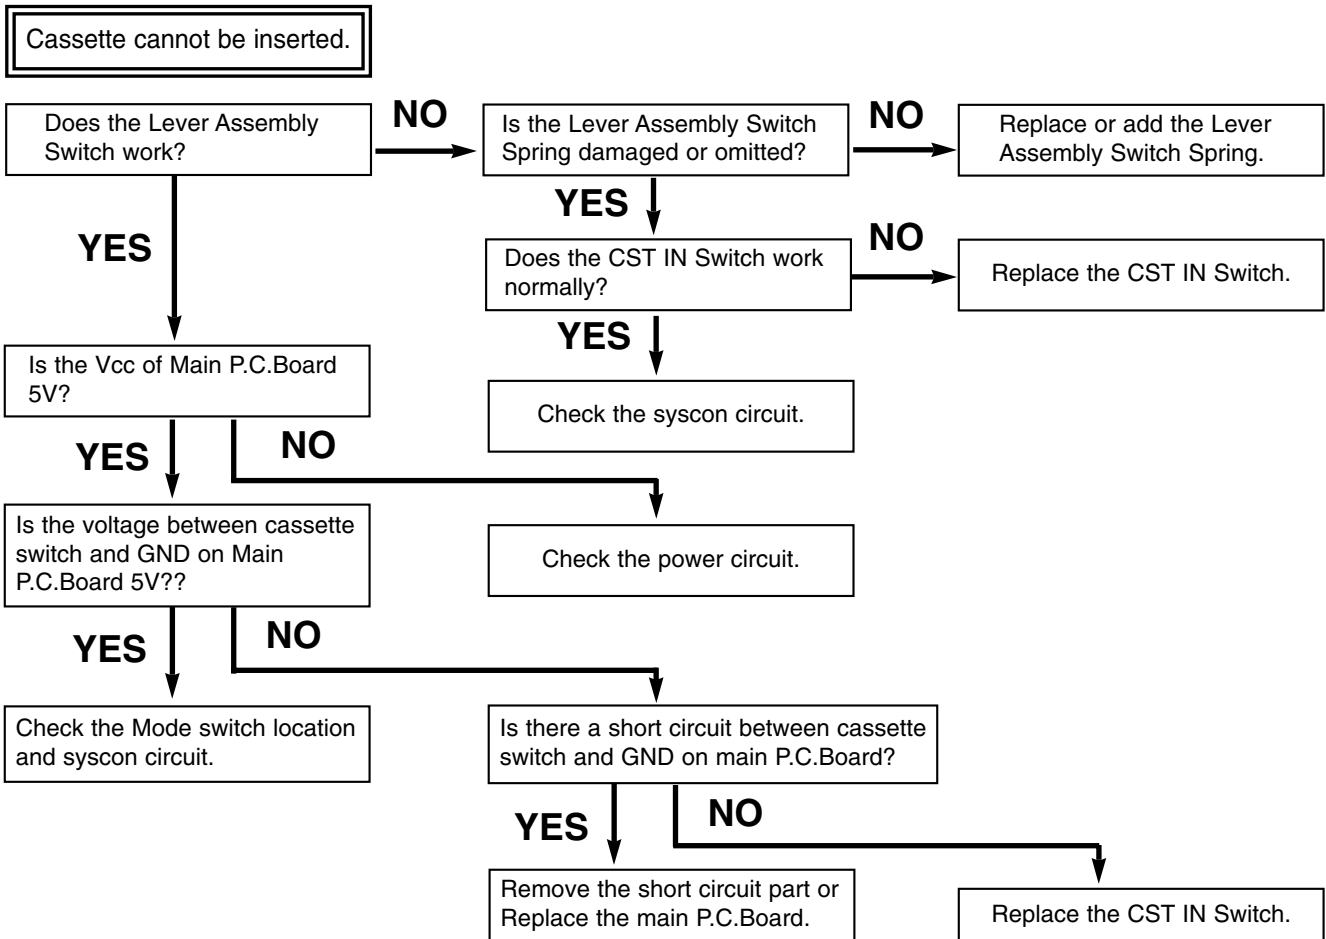 Cassette cannot be inserted.
Does the Lever Assembly
Switch work?
NO
Is the Lever Assembly Switch
Spring damaged or omitted?
NO
Replace or add the Lever
Assembly Switch Spring.
YES
YES
Does the CST IN Switch work
normally?
NO
Replace the CST IN Switch.
YES
Is the Vcc of Main P.C.Board
5V?
Check the syscon circuit.
YES
NO
Is the voltage between cassette
switch and GND on Main
P.C.Board 5V??
Check the power circuit.
YES
NO
Check the Mode switch location
and syscon circuit.
Is there a short circuit between cassette
switch and GND on main P.C.Board?
YES
NO
Remove the short circuit part or
Replace the main P.C.Board.
Replace the CST IN Switch.